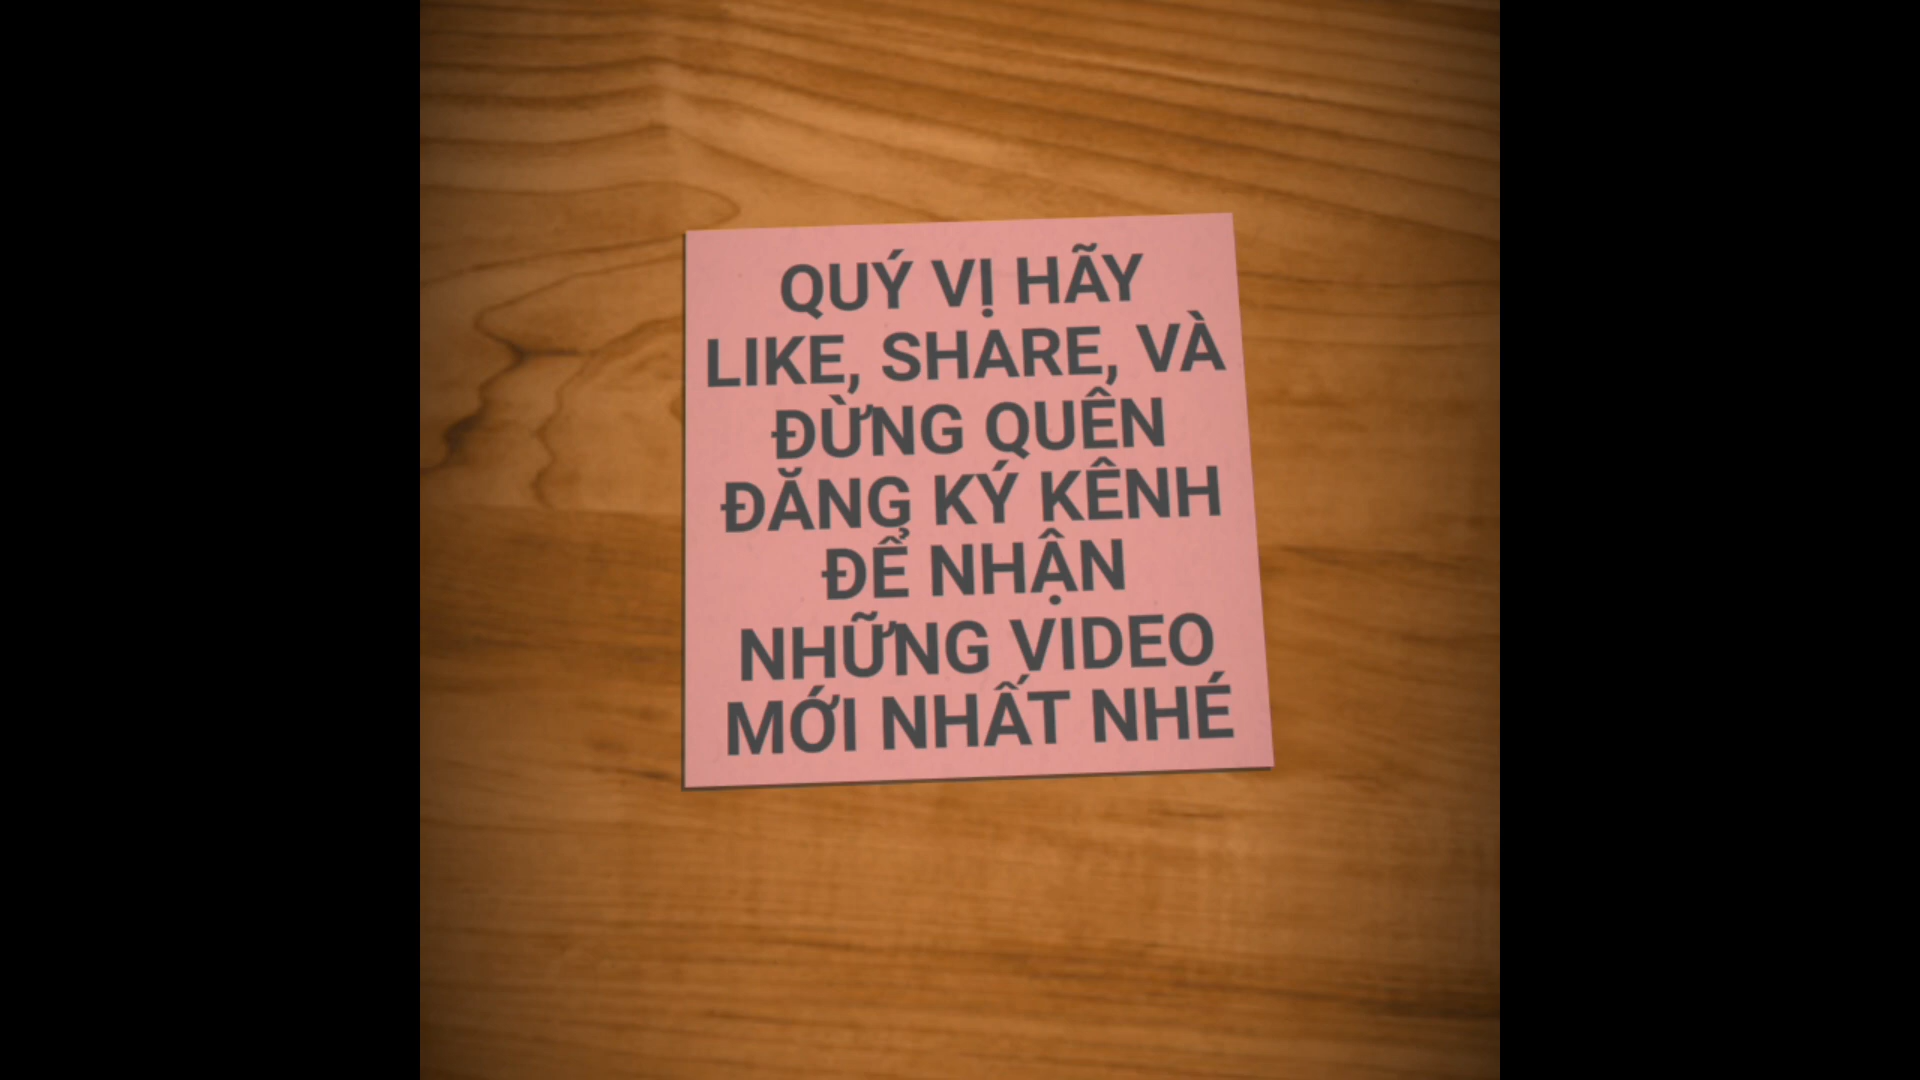 QUÝ VỊ HÃY
LIKE, SHARE, VÀ
ĐỪNG QUÊN
ĐĂNG KÝ KÊNH
ĐỂ NHẬN
NHỮNG VIDEO
MỚI NHẤT NHÉ